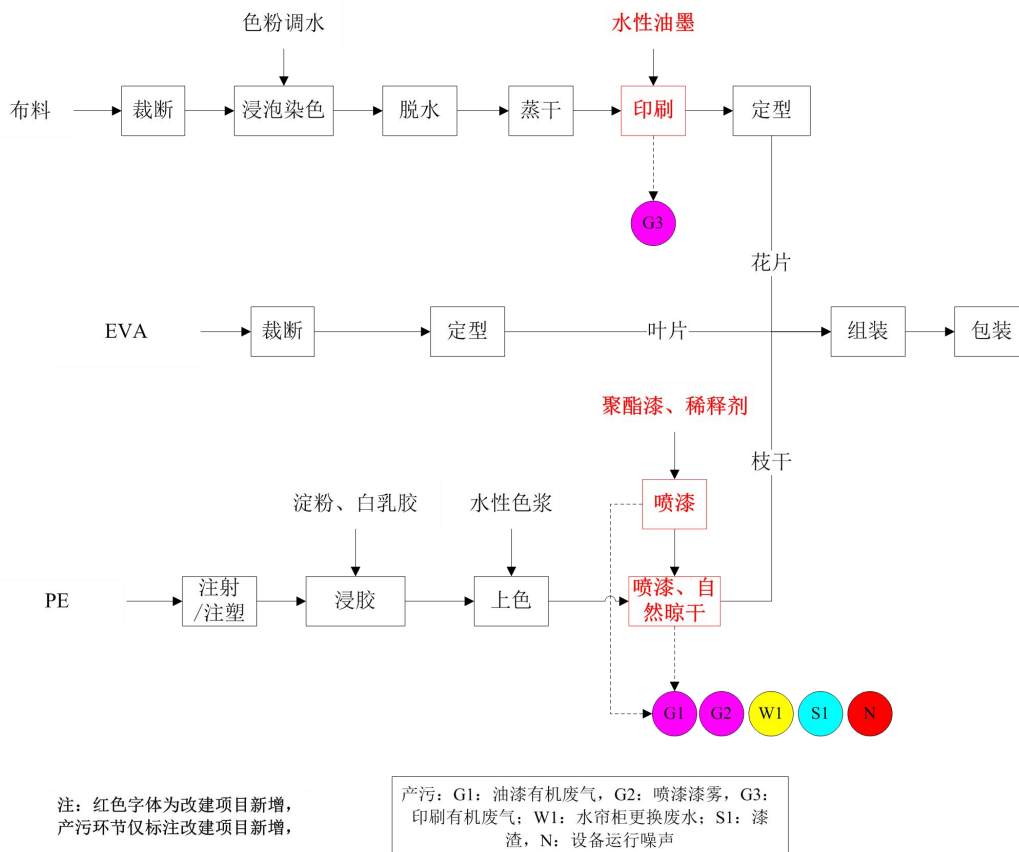 色粉调水
水性油墨
布料
裁断
浸泡染色
脱水
蒸干
印刷
定型
G3
花片
EVA
裁断
定型
叶片
组装
包装
聚酯漆、稀释剂
枝干
淀粉、白乳胶
水性色浆
喷漆
PE
注射
/注塑
浸胶
上色
喷漆、自
然晾干
G1
G2
W1
S1
N
注：红色字体为改建项目新增，
产污环节仅标注改建项目新增，
产污：G1：油漆有机废气，G2：喷漆漆雾，G3：
印刷有机废气；W1：水帘柜更换废水；S1：漆
渣，N：设备运行噪声